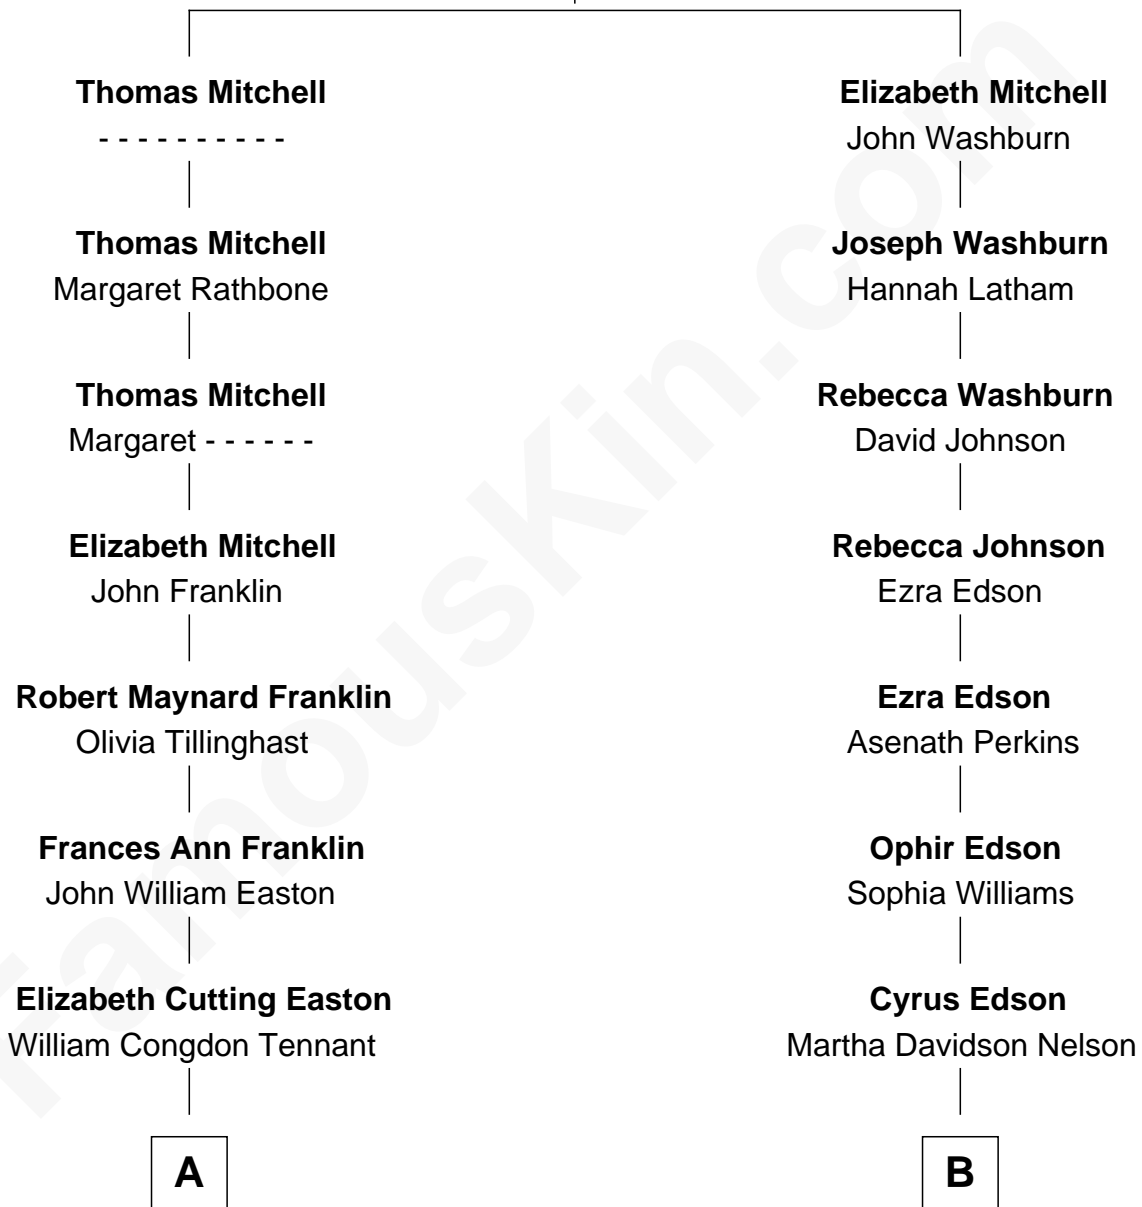 Thomas Mitchell
- - - - - - - - - -
Thomas Mitchell
Margaret Rathbone
Thomas Mitchell
Margaret - - - - - -
Elizabeth Mitchell
John Franklin
Robert Maynard Franklin
Olivia Tillinghast
Frances Ann Franklin
John William Easton
Elizabeth Cutting Easton
William Congdon Tennant
A
Elizabeth Mitchell
John Washburn
Joseph Washburn
Hannah Latham
Rebecca Washburn
David Johnson
Rebecca Johnson
Ezra Edson
Ezra Edson
Asenath Perkins
Ophir Edson
Sophia Williams
Cyrus Edson
Martha Davidson Nelson
B
FamousKin.com